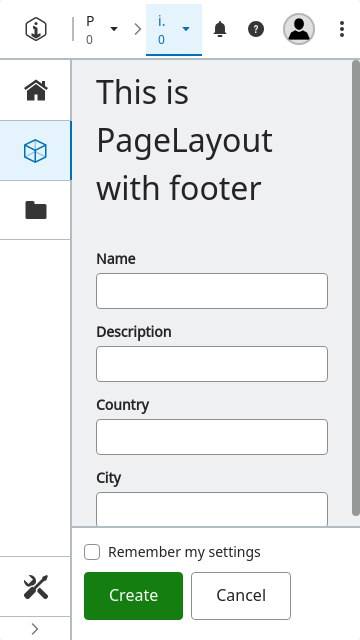 P
0
i.
0
This is
PageLayout
with footer
Name
Description
Country
City
Remember my settings
Create
Cancel